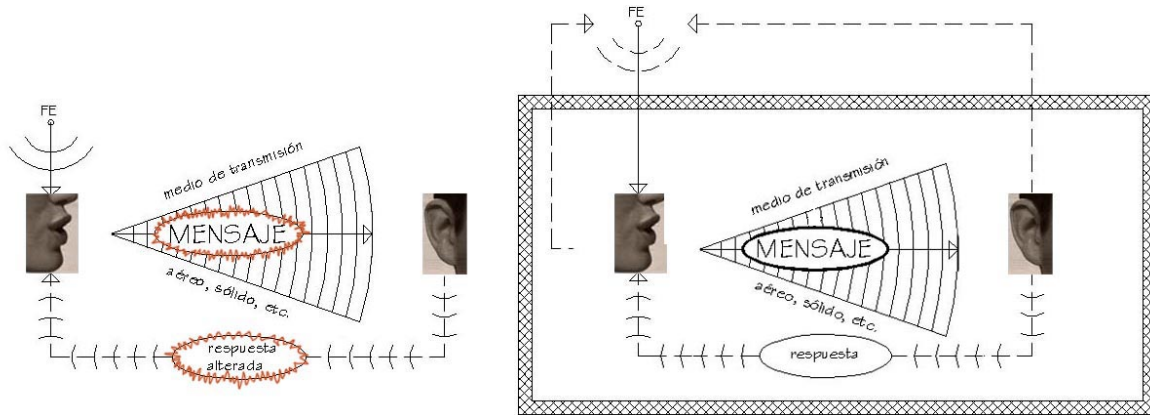 FE
medio de transmisión
MENSAJE
aéreo, sólido, etc.
respuesta
alterada
FE
medio de transmisión
MENSAJE
aéreo, sólido, etc.
respuesta